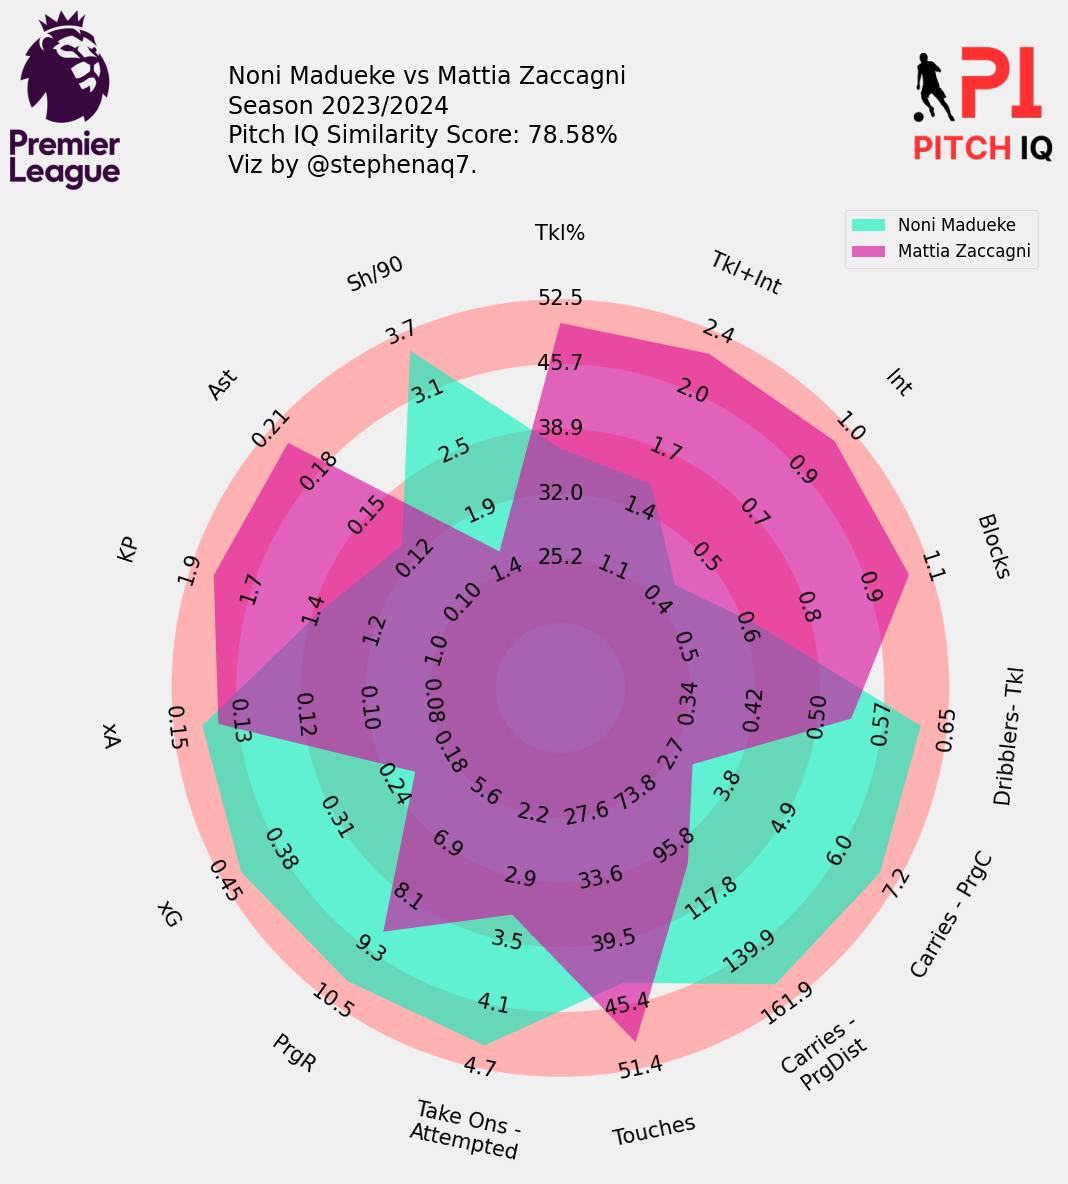 Premier
League
Noni Madueke vs Mattia Zaccagni
Season 2023/2024
Pitch IQ Similarity Score: 78.58%
Viz by @stephenaq7.
PI
PITCH IQ
Noni Madueke
Mattia Zaccagni
Tkl%
52.5
45.7
38.9
32.0
25.2
Tkl+Int
2.4
2.0
1.7
1.4
1.1
Int
1.0
0.9
0.7
0.5
0.4
Blocks
1.1
0.9
0.8
0.6
0.5
Dribblers- Tkl
0.65
0.57
0.50
0.42
0.34
Carries - PrgC
7.2
6.0
4.9
3.8
2.7
Carries -
PrgDist
161.9
139.9
117.8
95.8
73.8
Touches
51.4
45.4
39.5
33.6
27.6
Take Ons -
Attempted
4.7
4.1
3.5
2.9
2.2
PrgR
10.5
9.3
8.1
6.9
5.6
xG
0.45
0.38
0.31
0.24
0.18
xA
0.15
0.13
0.12
0.10
0.08
KP
1.9
1.7
1.4
1.2
1.0
Ast
0.21
0.18
0.15
0.12
0.10
Sh/90
3.7
3.1
2.5
1.9
1.4